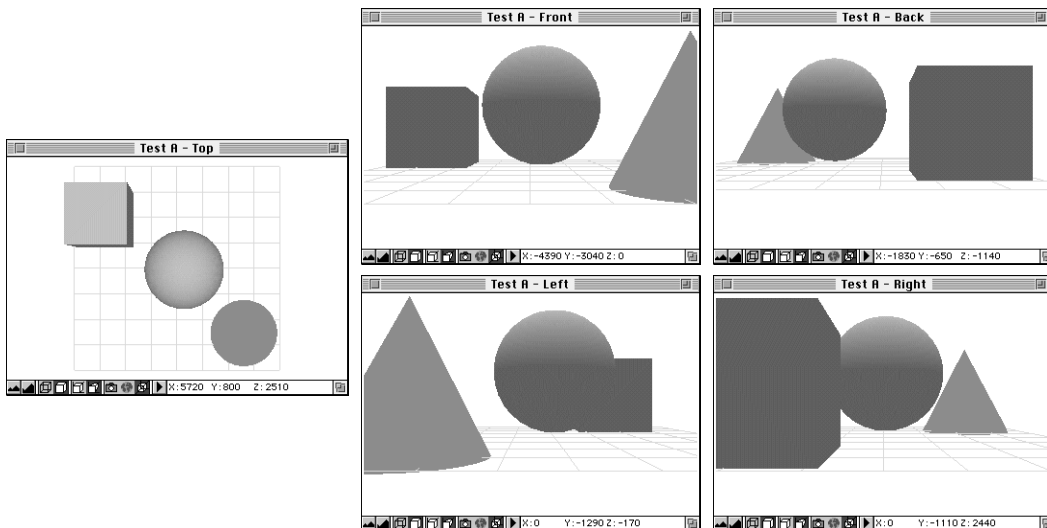 Test A - Front
X:-4390 Y:-3040 Z:0
Test A - Back
X:-1830 Y:-650 Z:-1140
Test A - Top
X:5720 Y:800 Z:2510
Test A - Left
X:0 Y:-1290 Z:-170
Test A - Right
X:0 Y:-1110 Z:2440